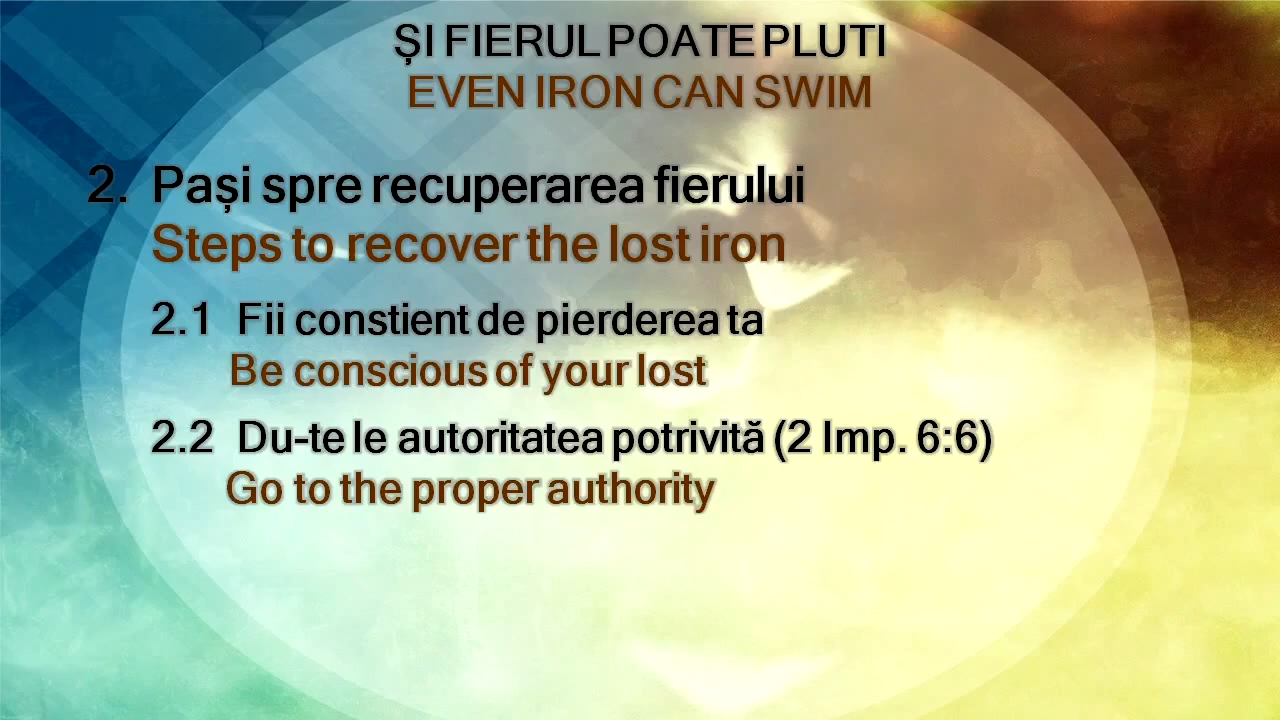 ȘI FIERUL POATE PLUTI
EVEN IRON CAN SWIM
2. Pași spre recuperarea fierului
Steps to recover the lost iron
2.1 Fii constient de pierderea ta
Be conscious of your lost
2.2 Du-te le autoritatea potrivită (2 Imp. 6:6)
Go to the proper authority